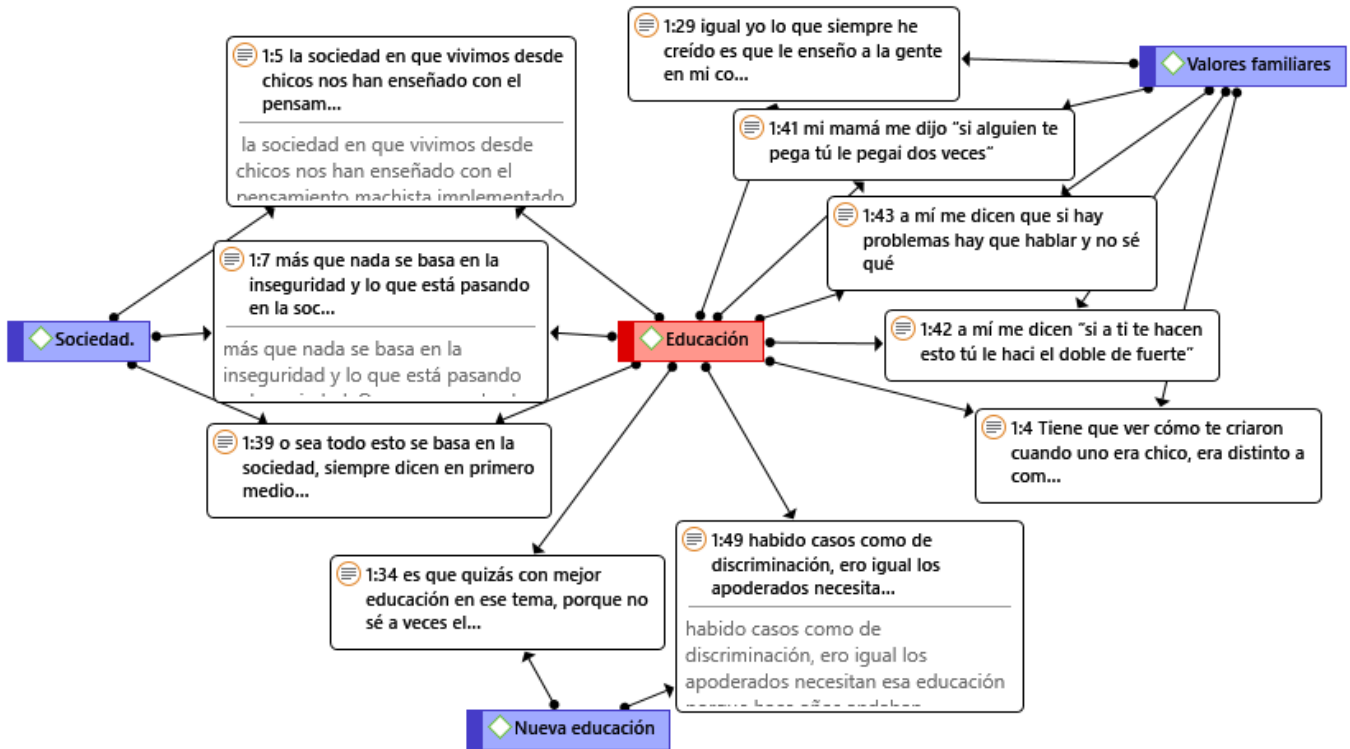 1:29 igual yo lo que siempre he
creído es que le enseño a la gente
en mi co...
1:5 la sociedad en que vivimos desde
chicos nos han enseñado con el
pensam...
la sociedad en que vivimos desde
chicos nos han enseñado con el
pensamiento machista implementado
Valores familiares
1:41 mi mamá me dijo “si alguien te
pega tú le pegai dos veces”
1:43 a mí me dicen que si hay
problemas hay que hablar y no sé
qué
1:7 más que nada se basa en la
inseguridad y lo que está pasando
en la soc...
más que nada se basa en la
inseguridad y lo que está pasando
Sociedad.
Educación
1:42 a mí me dicen “si a ti te hacen
esto tú le haci el doble de fuerte”
1:4 Tiene que ver cómo te criaron
cuando uno era chico, era distinto a
com...
1:39 o sea todo esto se basa en la
sociedad, siempre dicen en primero
medio...
1:49 habido casos como de
discriminación, ero igual los
apoderados necesita...
habido casos como de
discriminación, ero igual los
apoderados necesitan esa educación
1:34 es que quizás con mejor
educación en ese tema, porque no
sé a veces el...
Nueva educación